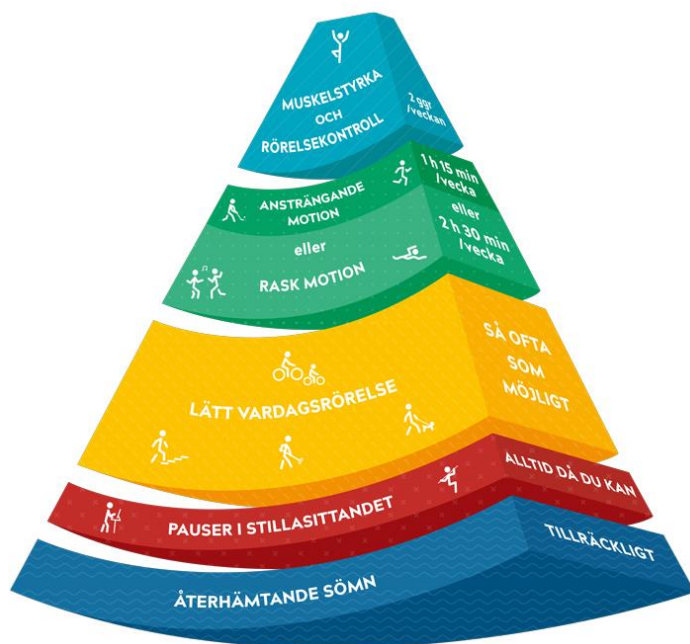 MUSKELSTYRKA
OCH
RÖRELSEKONTROLL
2 ggr
/veckan
ANSTRÄNGANDE
MOTION
1 h 15 min
/vecka
eller
eller
RASK MOTION
2 h 30 min
/vecka
LÄTT VARDAGSRÖRELSE
SÅ OFTA
SOM
MÖJLIGT
PAUSER I STILLASITTANDET
ALLTID DÅ DU KAN
ÅTERHÄMTANDE SÖMN
TILLRÄCKLIGT